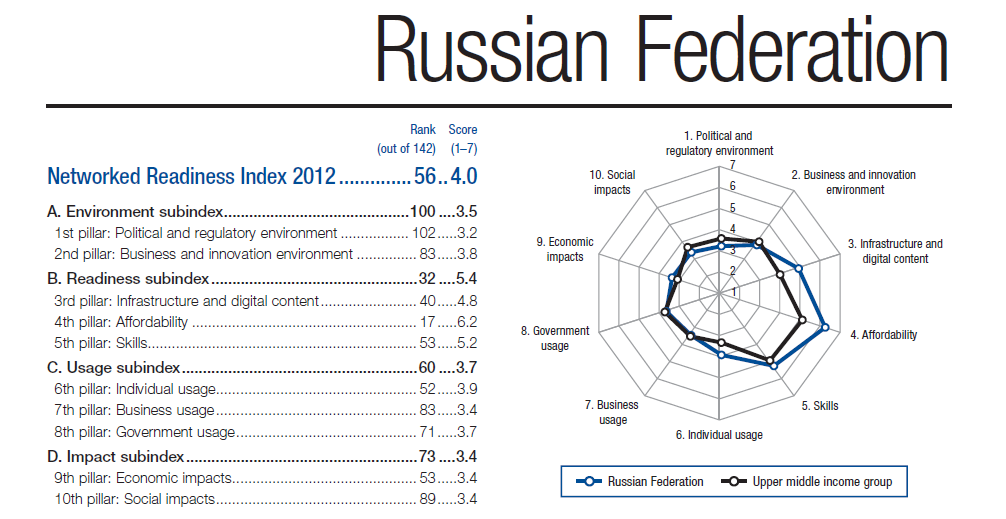 Russian Federation
Rank Score
(out of 142) (1–7)
Networked Readiness Index 2012..............56..4.0
A. Environment subindex.......................................100....3.5
1st pillar: Political and regulatory environment................102.....3.2
2nd pillar: Business and innovation environment..............83.....3.8
B. Readiness subindex............................................32....5.4
3rd pillar: Infrastructure and digital content......................40.....4.8
4th pillar: Affordability....................................................17.....6.2
5th pillar: Skills...............................................................53.....5.2
C. Usage subindex...................................................60....3.7
6th pillar: Individual usage..............................................52.....3.9
7th pillar: Business usage...............................................83.....3.4
8th pillar: Government usage..........................................71.....3.7
D. Impact subindex..................................................73....3.4
9th pillar: Economic impacts...........................................53.....3.4
10th pillar: Social impacts...............................................89.....3.4
1. Political and
regulatory environment
7
6
5
4
3
2
1
2. Business and innovation
environment
3. Infrastructure and
digital content
4. Affordability
5. Skills
6. Individual usage
7. Business
usage
8. Government
usage
9. Economic
impacts
10. Social
impacts
Russian Federation
Upper middle income group